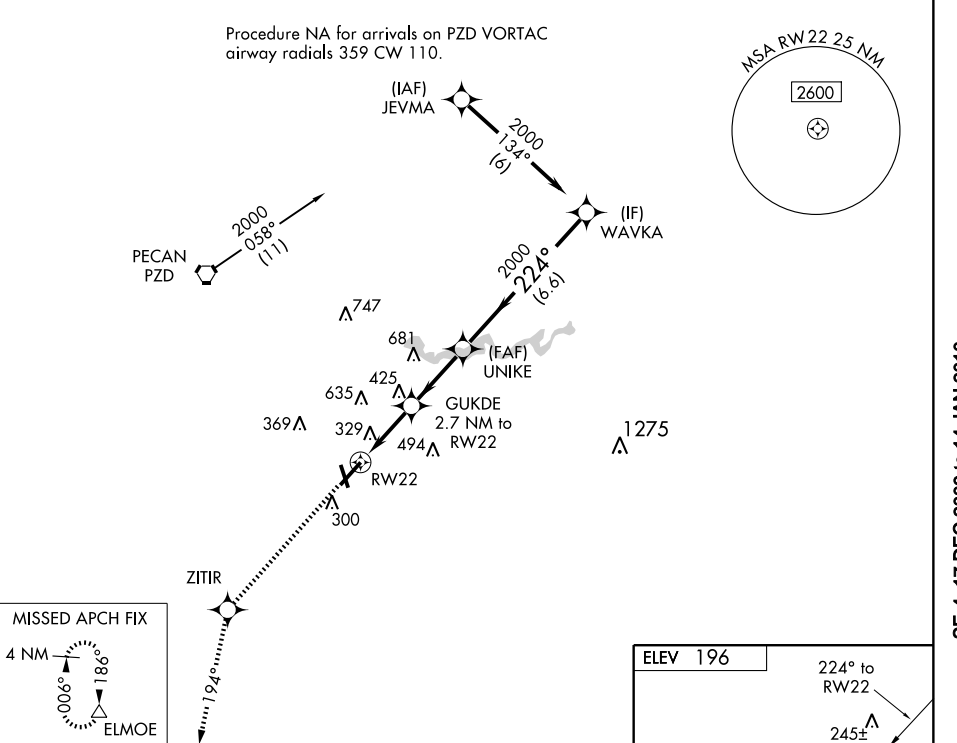 Procedure NA for arrivals on PZD VORTAC
airway radials 359 CW 110.
MSA RW22 25 NM
2600
(IAF)
JEVMA
2000
134°
(6)
(IF)
WAVKA
2000
058°
(11)
PECAN
PZD
2000
224°
(6.6)
747
681
(FAF)
UNIKE
425
635
GUKDE
2.7 NM to
RW22
369
329
494
1275
RW22
300
ZITIR
194°
MISSED APCH FIX
4 NM
006°
186°
ELMOE
ELEV 196
224° to
RW22
245±